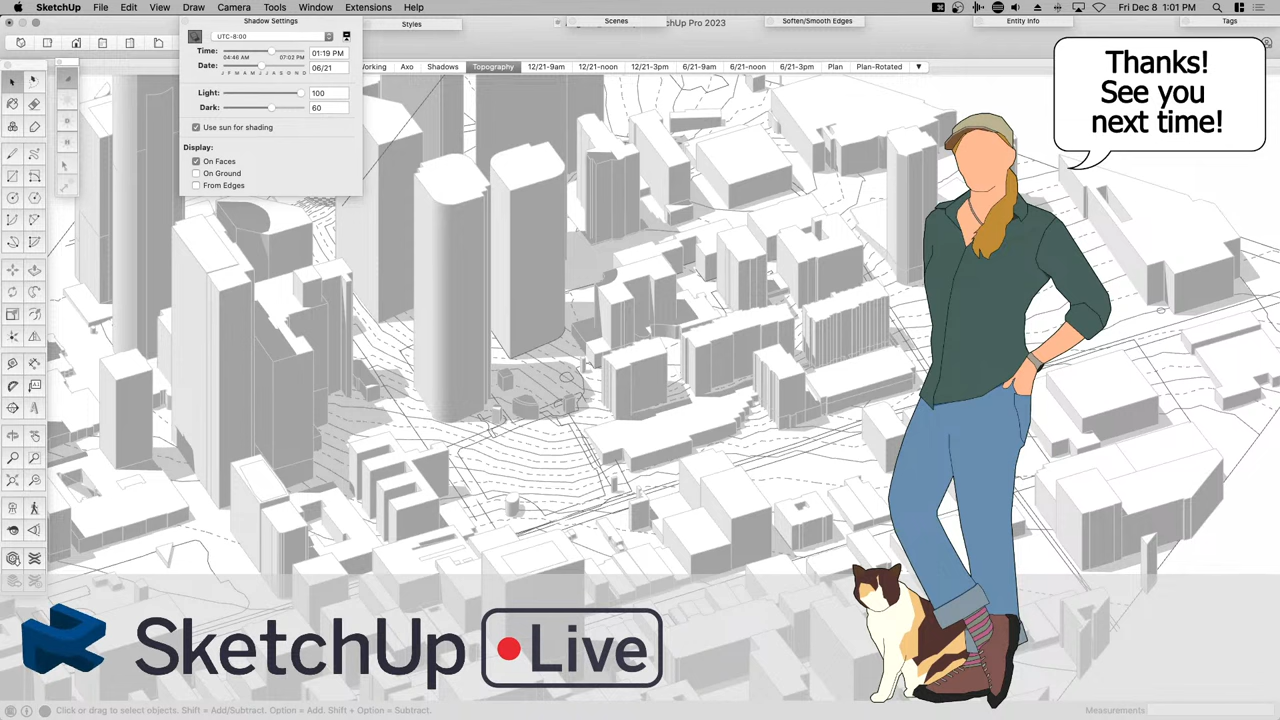 SketchUp File Edit View Draw Camera Tools Window Extensions Help Fri Dec 8 1:01 PM
Shadow Settings Styles Scenes Soften/Smooth Edges Entity Info Tags
chUp Pro 2023
UTC-8:00
Time: 04:46 AM 07:02 PM 01:19 PM
Date: J F M A M J J A S O N D 06/21
Light: 100
Dark: 60
Use sun for shading
Display:
On Faces
On Ground
From Edges
orking Axo Shadows Topography 12/21-9am 12/21-noon 12/21-3pm 6/21-9am 6/21-noon 6/21-3pm Plan Plan-Rotated
Thanks!
See you
next time!
SketchUp Live
Click or drag to select objects. Shift = Add/Subtract. Option = Add. Shift + Option = Subtract. Measurements